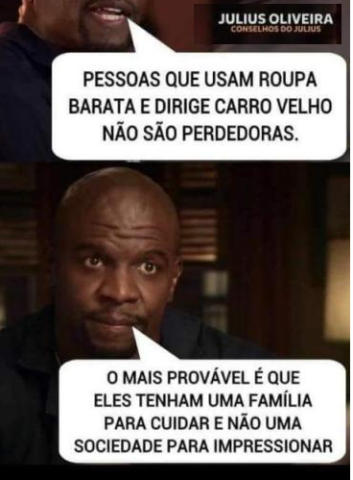 JULIUS OLIVEIRA
CONSELHOS DO JULIUS
PESSOAS QUE USAM ROUPA
BARATA E DIRIGE CARRO VELHO
NÃO SÃO PERDEDORAS.
O MAIS PROVÁVEL É QUE
ELES TENHAM UMA FAMÍLIA
PARA CUIDAR E NÃO UMA
SOCIEDADE PARA IMPRESSIONAR